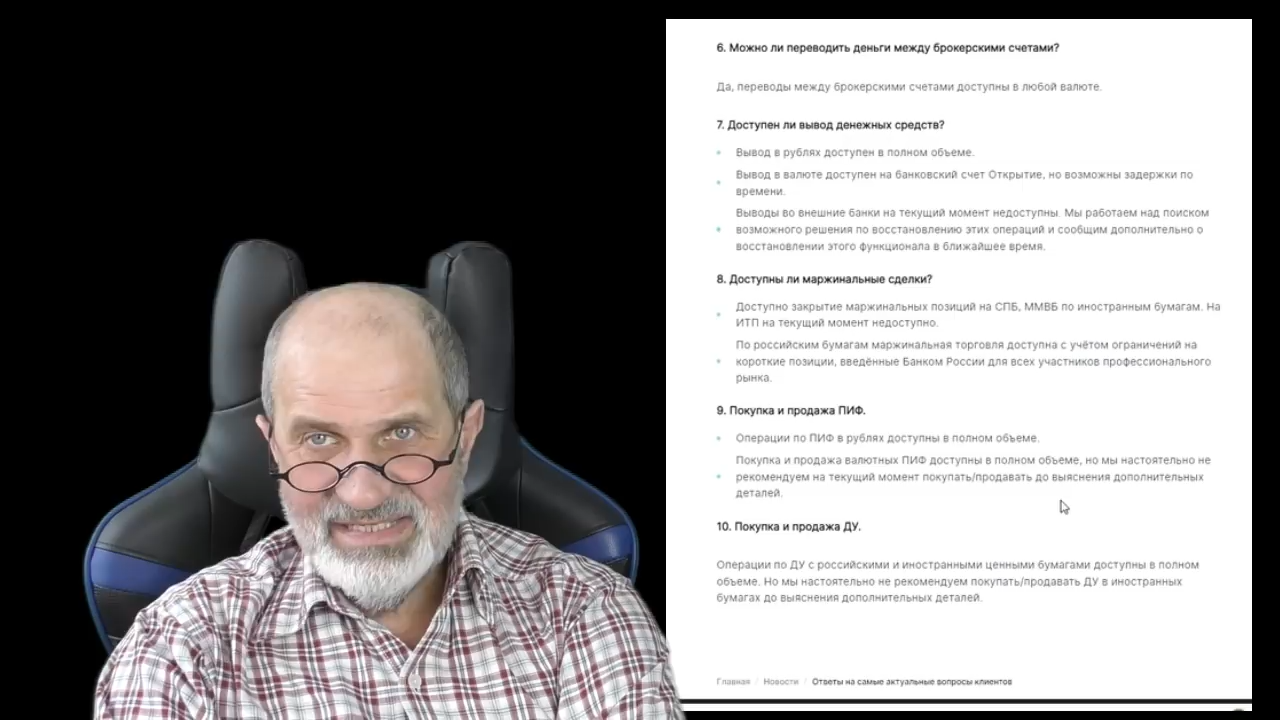 6. Можно ли переводить деньги между брокерскими счетами?
Да, переводы между брокерскими счетами доступны в любой валюте.
7. Доступен ли вывод денежных средств?
Вывод в рублях доступен в полном объеме.
Вывод в валюте доступен на банковский счет Открытие, но возможны задержки по
времени.
Выводы во внешние банки на текущий момент недоступны. Мы работаем над поиском
возможного решения по восстановлению этих операций и сообщим дополнительно о
восстановлении этого функционала в ближайшее время.
8. Доступны ли маржинальные сделки?
Доступно закрытие маржинальных позиций на СПБ, ММВБ по иностранным бумагам. На
ИТП на текущий момент недоступно.
По российским бумагам маржинальная торговля доступна с учётом ограничений на
короткие позиции, введённые Банком России для всех участников профессионального
рынка.
9. Покупка и продажа ПИФ.
Операции по ПИФ в рублях доступны в полном объеме.
Покупка и продажа валютных ПИФ доступны в полном объеме, но мы настоятельно не
рекомендуем на текущий момент покупать/продавать до выяснения дополнительных
деталей.
10. Покупка и продажа ДУ.
Операции по ДУ с российскими и иностранными ценными бумагами доступны в полном
объеме. Но мы настоятельно не рекомендуем покупать/продавать ДУ в иностранных
бумагах до выяснения дополнительных деталей.
Главная / Новости / Ответы на самые актуальные вопросы клиентов